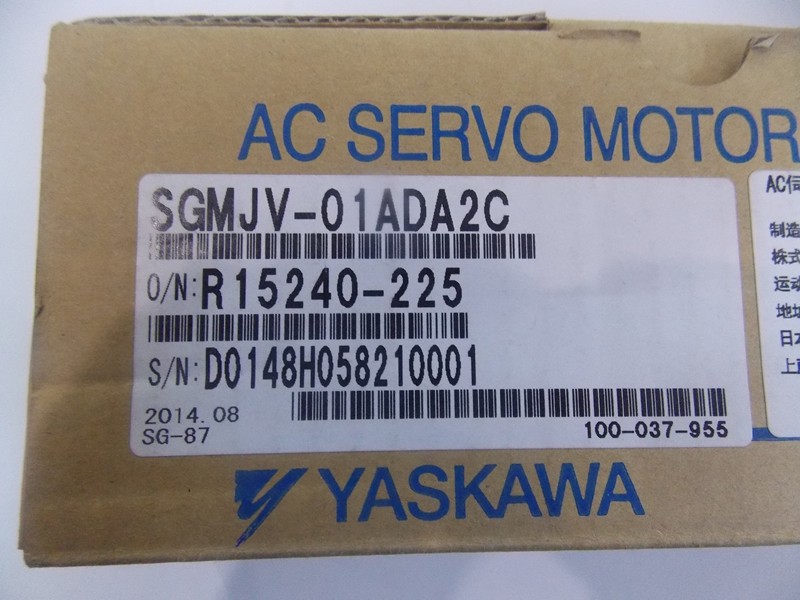 AC SERVO MOTOR
SGMJV-01ADA2C
O/N:R15240-225
S/N:D0148H058210001
2014.08
SG-87
100-037-955
YASKAWA
AC伺
制造
株式
运动
地址
日本
上